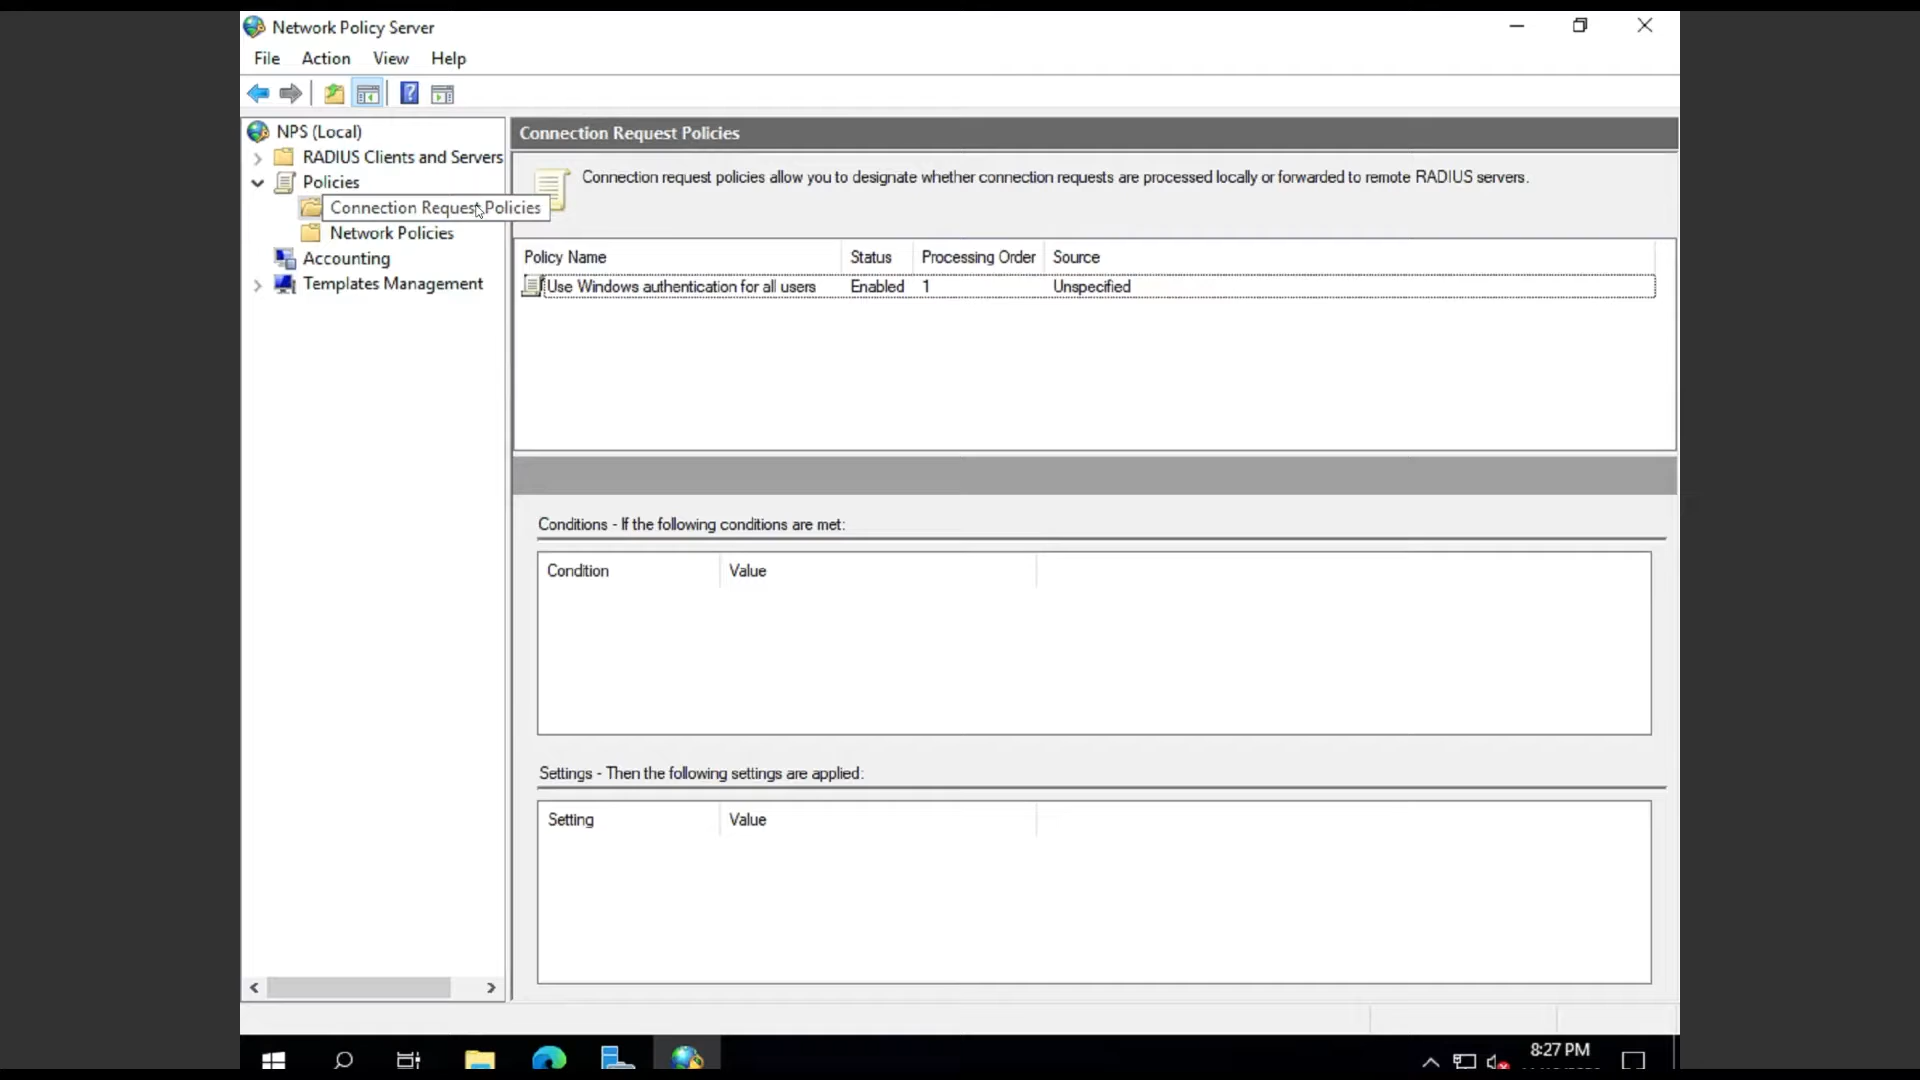 Network Policy Server
File Action View Help
NPS (Local)
RADIUS Clients and Servers
Policies
Connection Request Policies
Network Policies
Accounting
Templates Management
Connection Request Policies
Connection request policies allow you to designate whether connection requests are processed locally or forwarded to remote RADIUS servers.
Policy Name Status Processing Order Source
Use Windows authentication for all users Enabled 1 Unspecified
Conditions - If the following conditions are met:
Condition Value
Settings - Then the following settings are applied:
Setting Value
8:27 PM